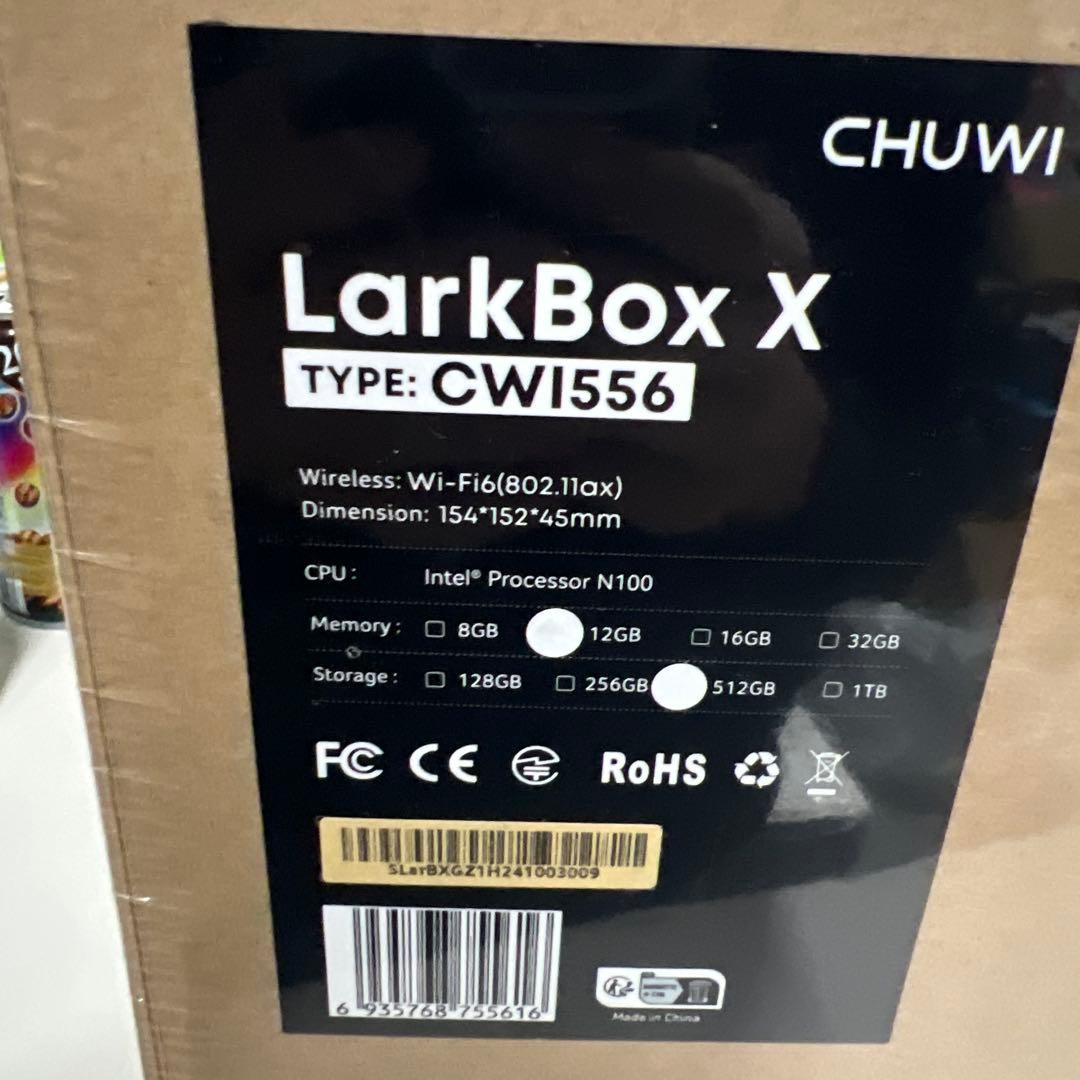 CHUWI
LarkBox X
TYPE: CWI556
Wireless: Wi-Fi6(802.11ax)
Dimension: 154*152*45mm
CPU: Intel® Processor N100
Memory: 8GB 12GB 16GB 32GB
Storage: 128GB 256GB 512GB 1TB
FC CE RoHS
SLarBXGZ1H241003009
6 935768 755616
Made in China